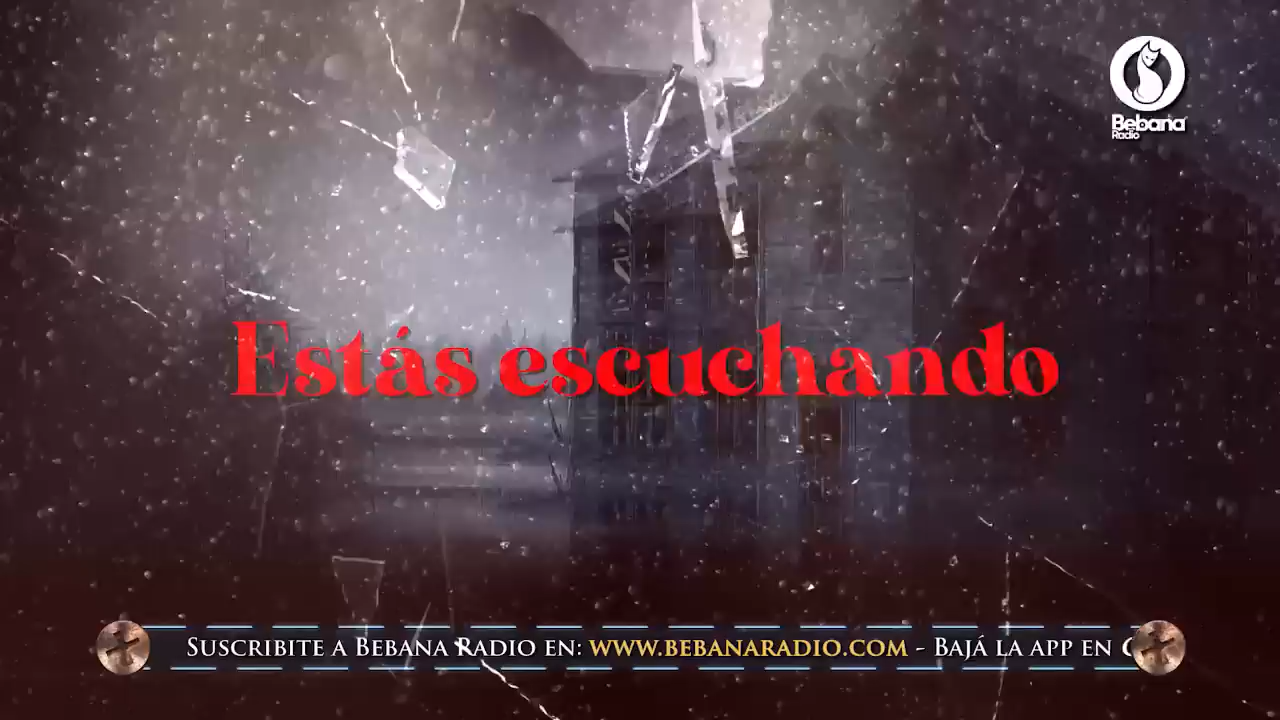 Bebana
Radio
Estás escuchando
SUSCRIBITE A BEBANA RADIO EN: WWW.BEBANARADIO.COM - BAJÁ LA APP EN